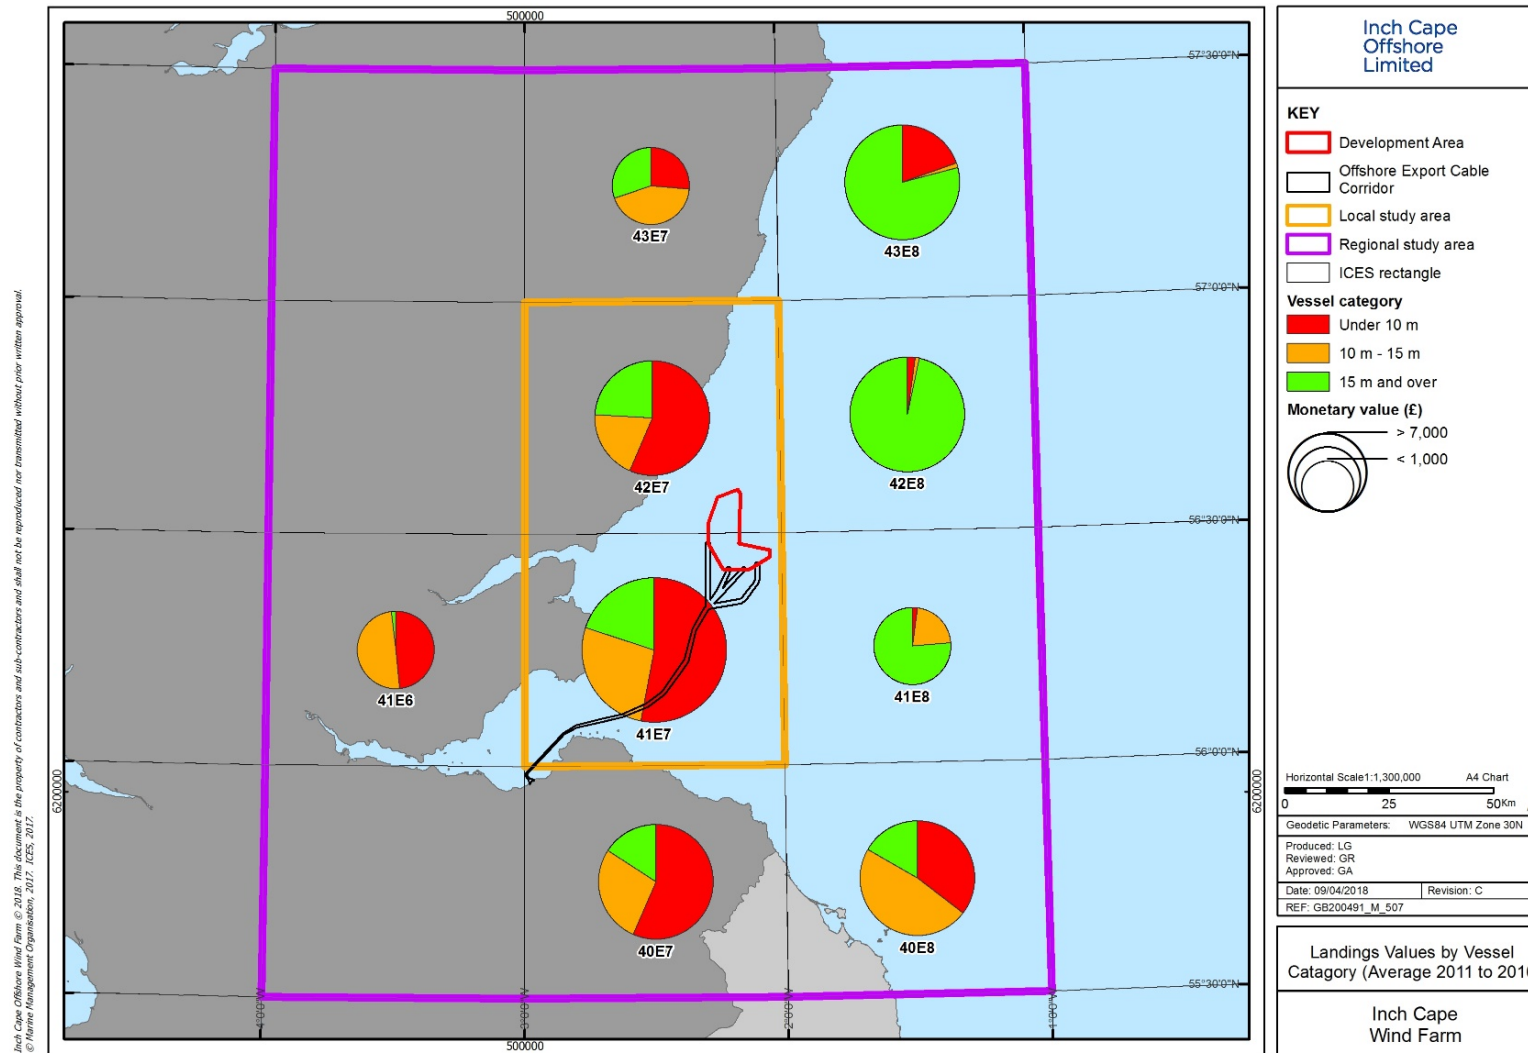 500000
57°30'0"N
43E7
43E8
57°0'0"N
42E7
42E8
56°30'0"N
41E6
41E7
41E8
56°0'0"N
6200000
6200000
40E7
40E8
55°30'0"N
4°0'0"W
3°0'0"W
2°0'0"W
1°0'0"W
500000
Inch Cape Offshore Wind Farm © 2018. This document is the property of contractors and sub-contractors and shall not be reproduced nor transmitted without prior written approval.
© Marine Management Organisation, 2017. ICES, 2017.
Inch Cape
Offshore
Limited
KEY
Development Area
Offshore Export Cable
Corridor
Local study area
Regional study area
ICES rectangle
Vessel category
Under 10 m
10 m - 15 m
15 m and over
Monetary value (£)
> 7,000
< 1,000
Horizontal Scale1:1,300,000 A4 Chart
0 25 50Km
Geodetic Parameters: WGS84 UTM Zone 30N
Produced: LG
Reviewed: GR
Approved: GA
Date: 09/04/2018 Revision: C
REF: GB200491_M_507
Landings Values by Vessel
Catagory (Average 2011 to 2016
Inch Cape
Wind Farm